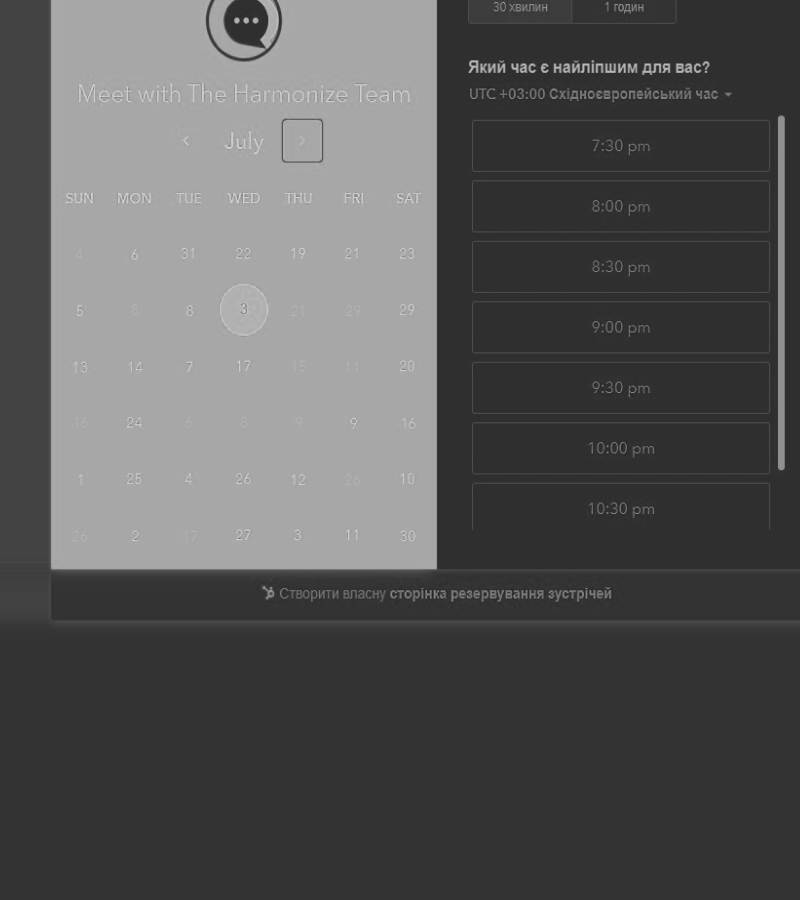 30 хвилин 1 годин
Який час є найліпшим для вас?
UTC +03:00 Східноєвропейський час
Meet with The Harmonize Team
July
SUN MON TUE WED THU FRI SAT
4 6 31 22 19 21 23
5 8 8 3 21 29 29
13 14 7 17 15 11 20
16 24 6 8 9 9 16
1 25 4 26 12 26 10
26 2 17 27 3 11 30
7:30 pm
8:00 pm
8:30 pm
9:00 pm
9:30 pm
10:00 pm
10:30 pm
Створити власну сторінка резервування зустрічей